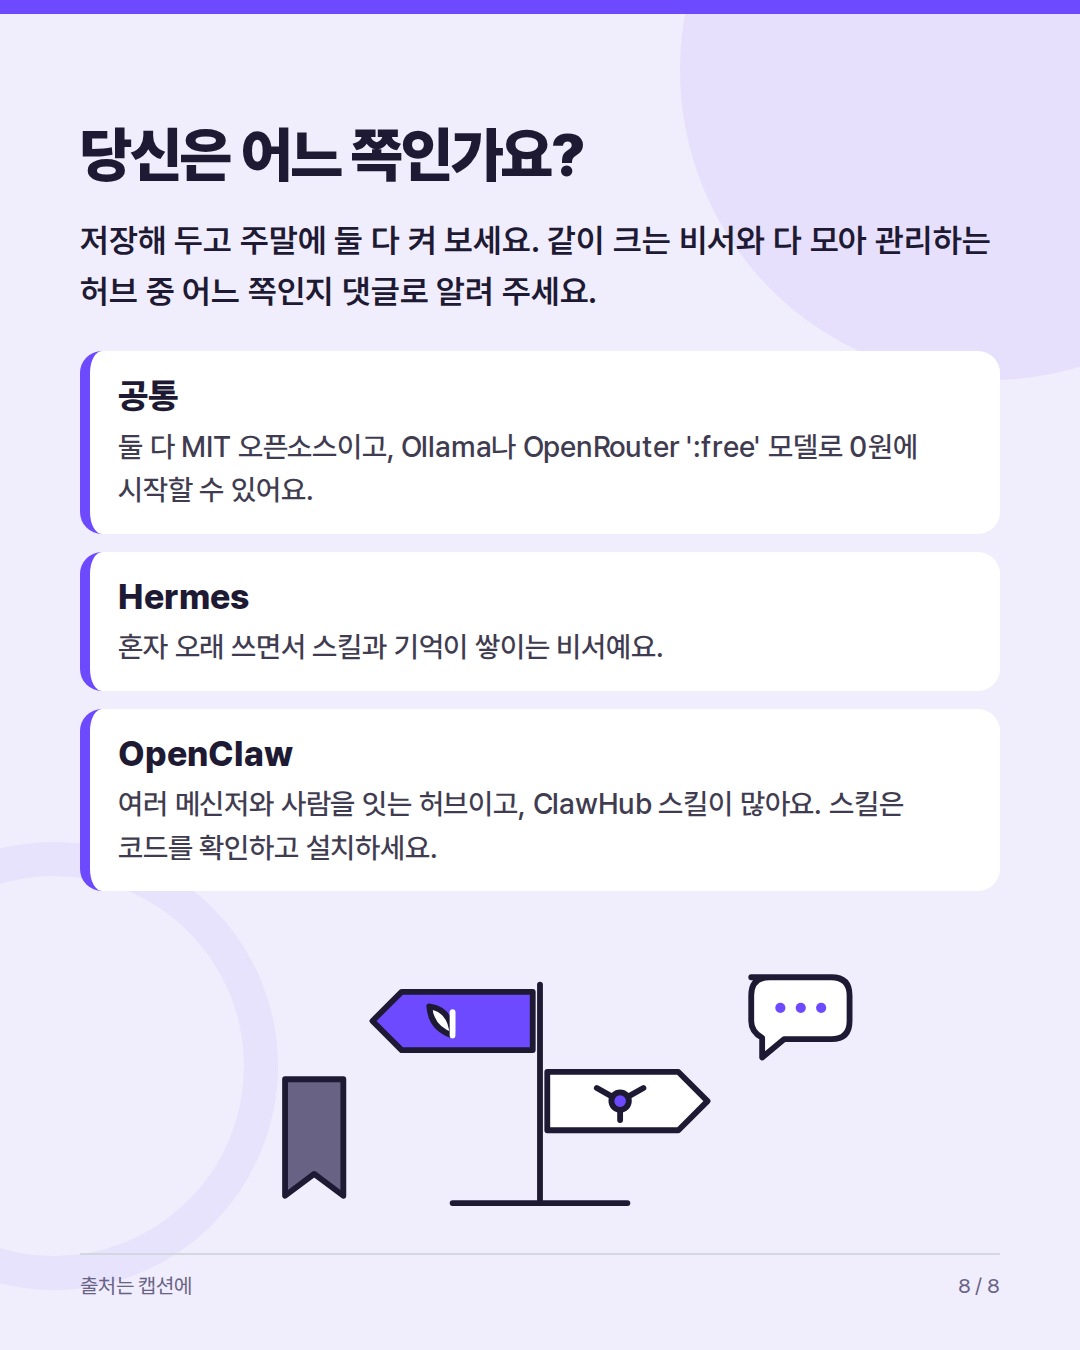 당신은 어느 쪽인가요?
저장해 두고 주말에 둘 다 켜 보세요. 같이 크는 비서와 다 모아 관리하는
허브 중 어느 쪽인지 댓글로 알려 주세요.
공통
둘 다 MIT 오픈소스이고, Ollama나 OpenRouter ':free' 모델로 0원에
시작할 수 있어요.
Hermes
혼자 오래 쓰면서 스킬과 기억이 쌓이는 비서예요.
OpenClaw
여러 메신저와 사람을 잇는 허브이고, ClawHub 스킬이 많아요. 스킬은
코드를 확인하고 설치하세요.
출처는 캡션에
8 / 8